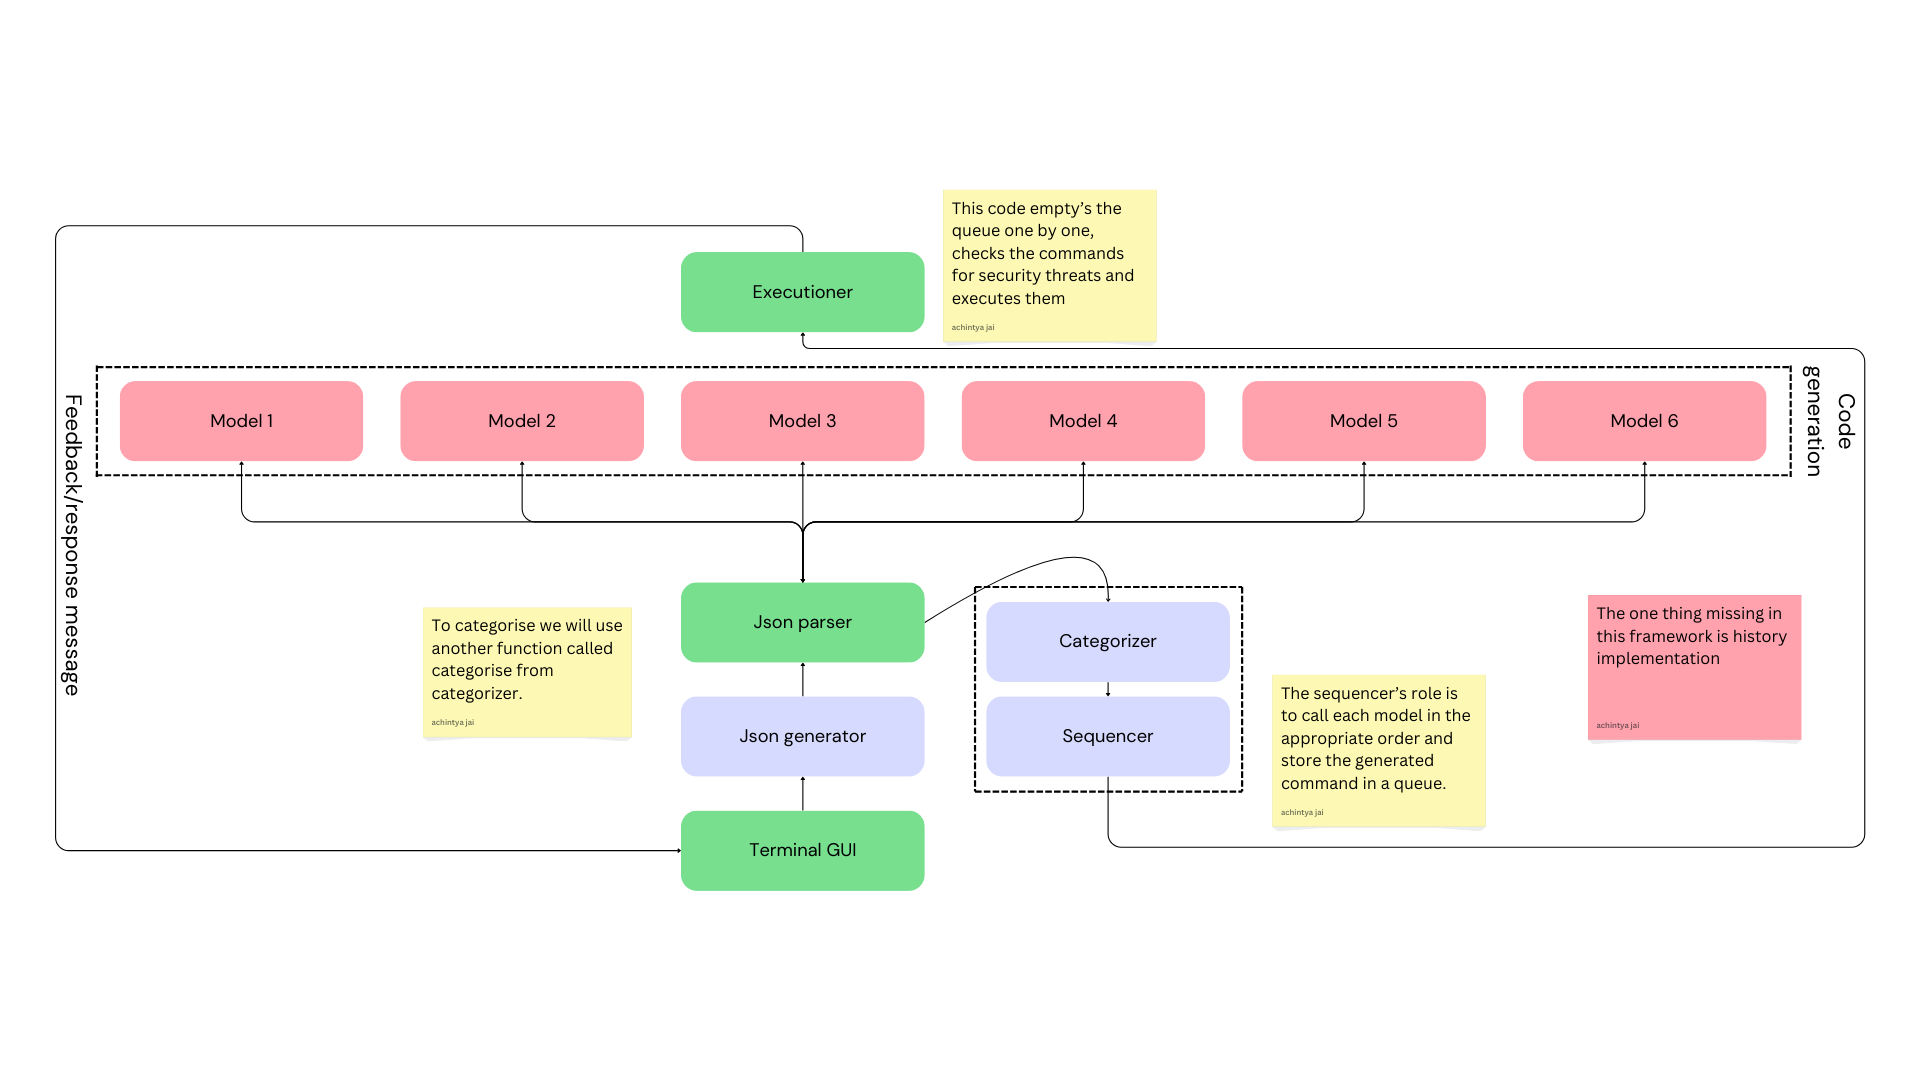 This code empty’s the
queue one by one,
checks the commands
for security threats and
executes them
achintya jai
Executioner
Code
generation
Model 1
Model 2
Model 3
Model 4
Model 5
Model 6
Feedback/response message
Json parser
Categorizer
To categorise we will use
another function called
categorise from
categorizer.
achintya jai
The one thing missing in
this framework is history
implementation
achintya jai
Json generator
Sequencer
The sequencer’s role is
to call each model in the
appropriate order and
store the generated
command in a queue.
achintya jai
Terminal GUI